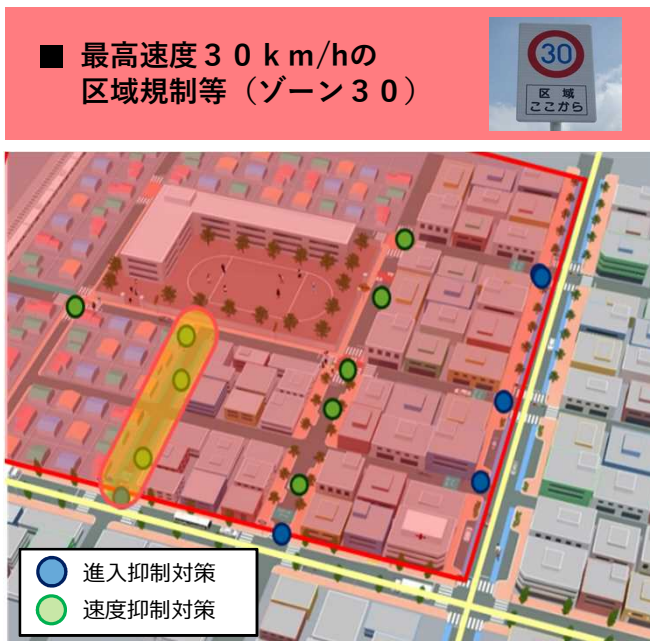 ■ 最高速度３０ｋｍ/hの
区域規制等（ゾーン３０）
30
区域
ここから
進入抑制対策
速度抑制対策